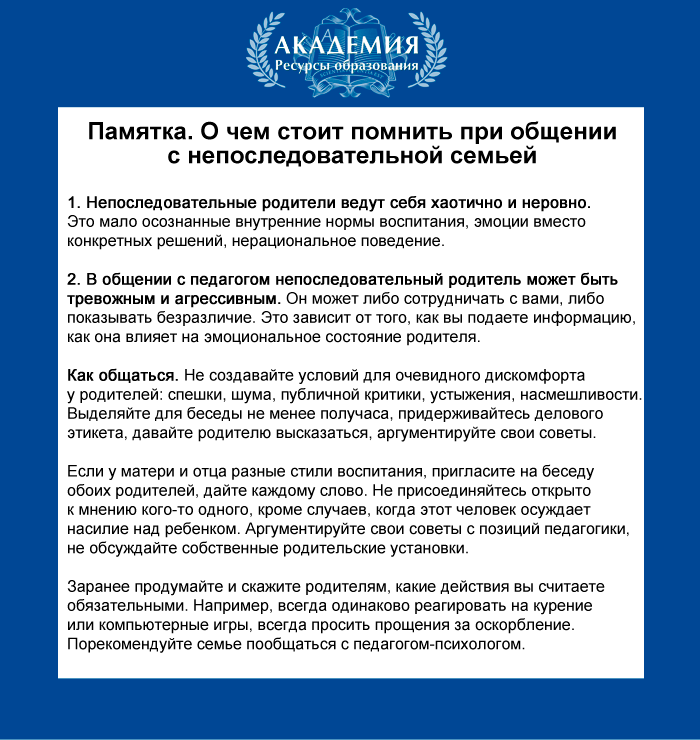 АКАДЕМИЯ
Ресурсы образования
Памятка. О чем стоит помнить при общении
с непоследовательной семьей
1. Непоследовательные родители ведут себя хаотично и неровно.
Это мало осознанные внутренние нормы воспитания, эмоции вместо
конкретных решений, нерациональное поведение.
2. В общении с педагогом непоследовательный родитель может быть
тревожным и агрессивным. Он может либо сотрудничать с вами, либо
показывать безразличие. Это зависит от того, как вы подаете информацию,
как она влияет на эмоциональное состояние родителя.
Как общаться. Не создавайте условий для очевидного дискомфорта
у родителей: спешки, шума, публичной критики, устыжения, насмешливости.
Выделяйте для беседы не менее получаса, придерживайтесь делового
этикета, давайте родителю высказаться, аргументируйте свои советы.
Если у матери и отца разные стили воспитания, пригласите на беседу
обоих родителей, дайте каждому слово. Не присоединяйтесь открыто
к мнению кого-то одного, кроме случаев, когда этот человек осуждает
насилие над ребенком. Аргументируйте свои советы с позиций педагогики,
не обсуждайте собственные родительские установки.
Заранее продумайте и скажите родителям, какие действия вы считаете
обязательными. Например, всегда одинаково реагировать на курение
или компьютерные игры, всегда просить прощения за оскорбление.
Порекомендуйте семье пообщаться с педагогом-психологом.